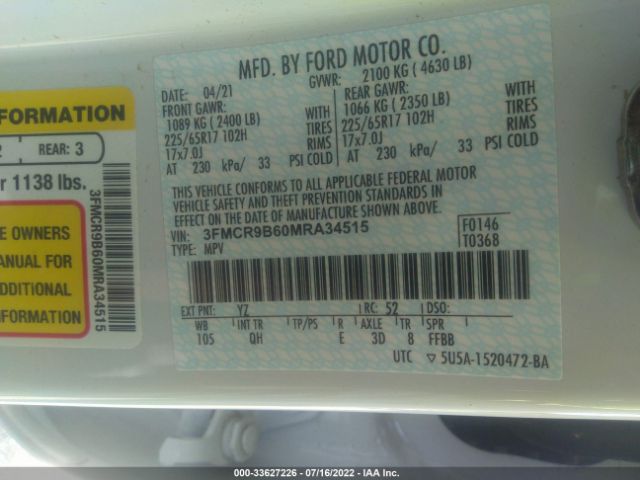 MFD. BY FORD MOTOR CO.
DATE: 04/21 GVWR: 2100 KG ( 4630 LB)
FRONT GAWR: REAR GAWR:
1089 KG ( 2400 LB) WITH 1066 KG ( 2350 LB) WITH
225/65R17 102H TIRES 225/65R17 102H TIRES
17x7.0J RIMS 17x7.0J RIMS
AT 230 kPa/ 33 PSI COLD AT 230 kPa/ 33 PSI COLD
THIS VEHICLE CONFORMS TO ALL APPLICABLE FEDERAL MOTOR
VEHICLE SAFETY AND THEFT PREVENTION STANDARDS IN
EFFECT ON THE DATE OF MANUFACTURE SHOWN ABOVE.
VIN: 3FMCR9B60MRA34515 F0146
TYPE: MPV T0368
EXT PNT: YZ RC: 52 DSO:
WB INT TR TP/PS R AXLE TR SPR
105 QH E 3D 8 FFBB
UTC 5U5A-1520472-BA
FORMATION
2 REAR: 3
r 1138 lbs.
E OWNERS
ANUAL FOR
ADDITIONAL
NFORMATION
3FMCR9B60MRA34515
000-33627226 - 07/16/2022 - IAA Inc.